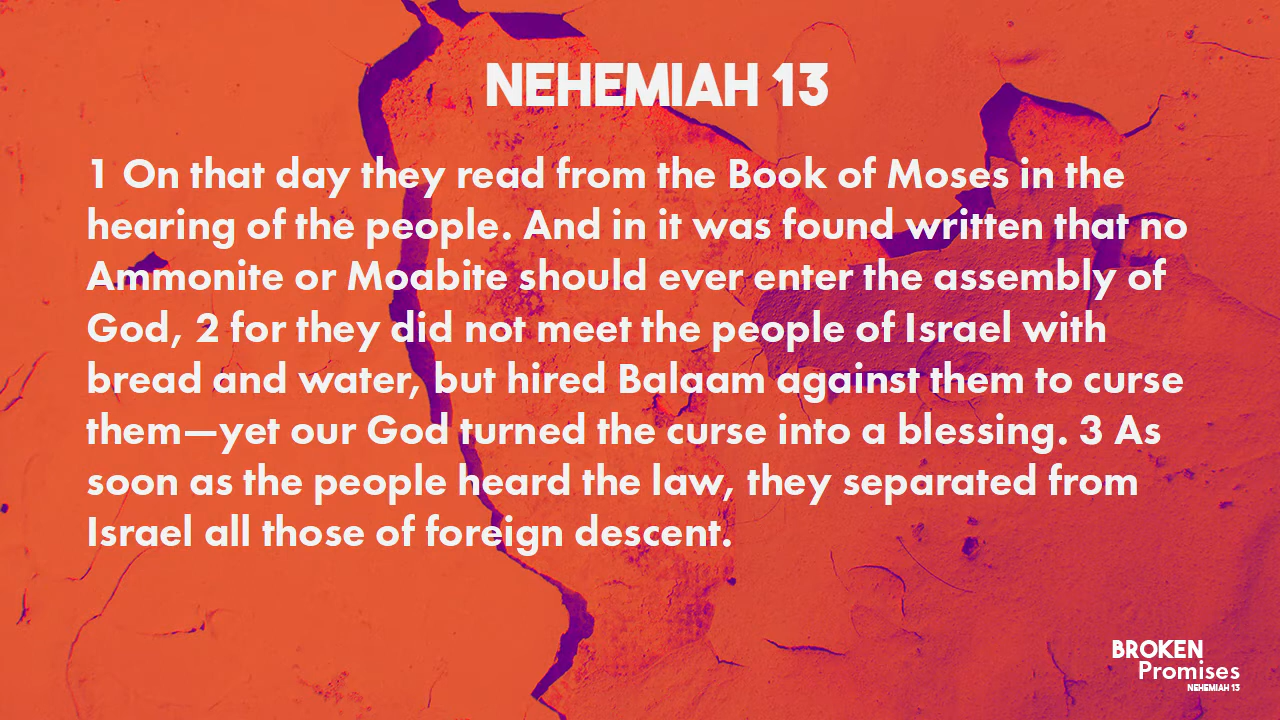 NEHEMIAH 13
1 On that day they read from the Book of Moses in the
hearing of the people. And in it was found written that no
Ammonite or Moabite should ever enter the assembly of
God, 2 for they did not meet the people of Israel with
bread and water, but hired Balaam against them to curse
them—yet our God turned the curse into a blessing. 3 As
soon as the people heard the law, they separated from
Israel all those of foreign descent.
BROKEN
Promises
NEHEMIAH 13